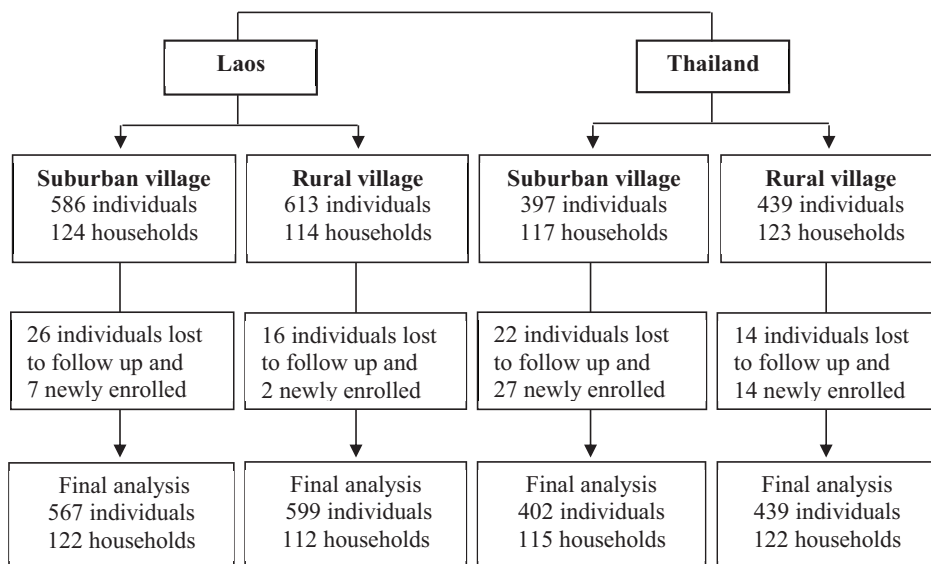 Laos
Thailand
Suburban village
586 individuals
124 households
Rural village
613 individuals
114 households
Suburban village
397 individuals
117 households
Rural village
439 individuals
123 households
26 individuals lost
to follow up and
7 newly enrolled
16 individuals lost
to follow up and
2 newly enrolled
22 individuals lost
to follow up and
27 newly enrolled
14 individuals lost
to follow up and
14 newly enrolled
Final analysis
567 individuals
122 households
Final analysis
599 individuals
112 households
Final analysis
402 individuals
115 households
Final analysis
439 individuals
122 households